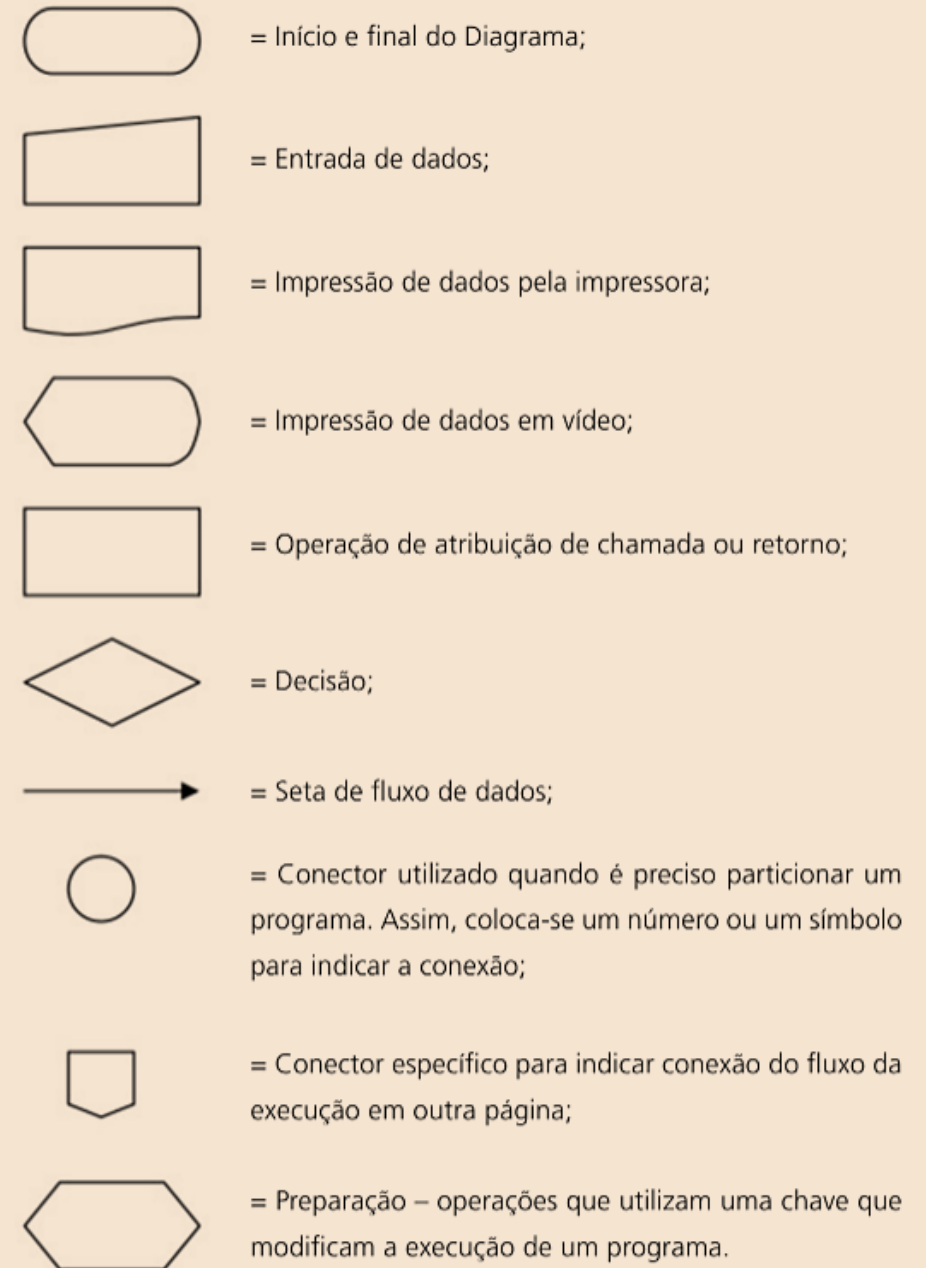 = Início e final do Diagrama;
= Entrada de dados;
= Impressão de dados pela impressora;
= Impressão de dados em vídeo;
= Operação de atribuição de chamada ou retorno;
= Decisão;
= Seta de fluxo de dados;
= Conector utilizado quando é preciso particionar um
programa. Assim, coloca-se um número ou um símbolo
para indicar a conexão;
= Conector específico para indicar conexão do fluxo da
execução em outra página;
= Preparação – operações que utilizam uma chave que
modificam a execução de um programa.